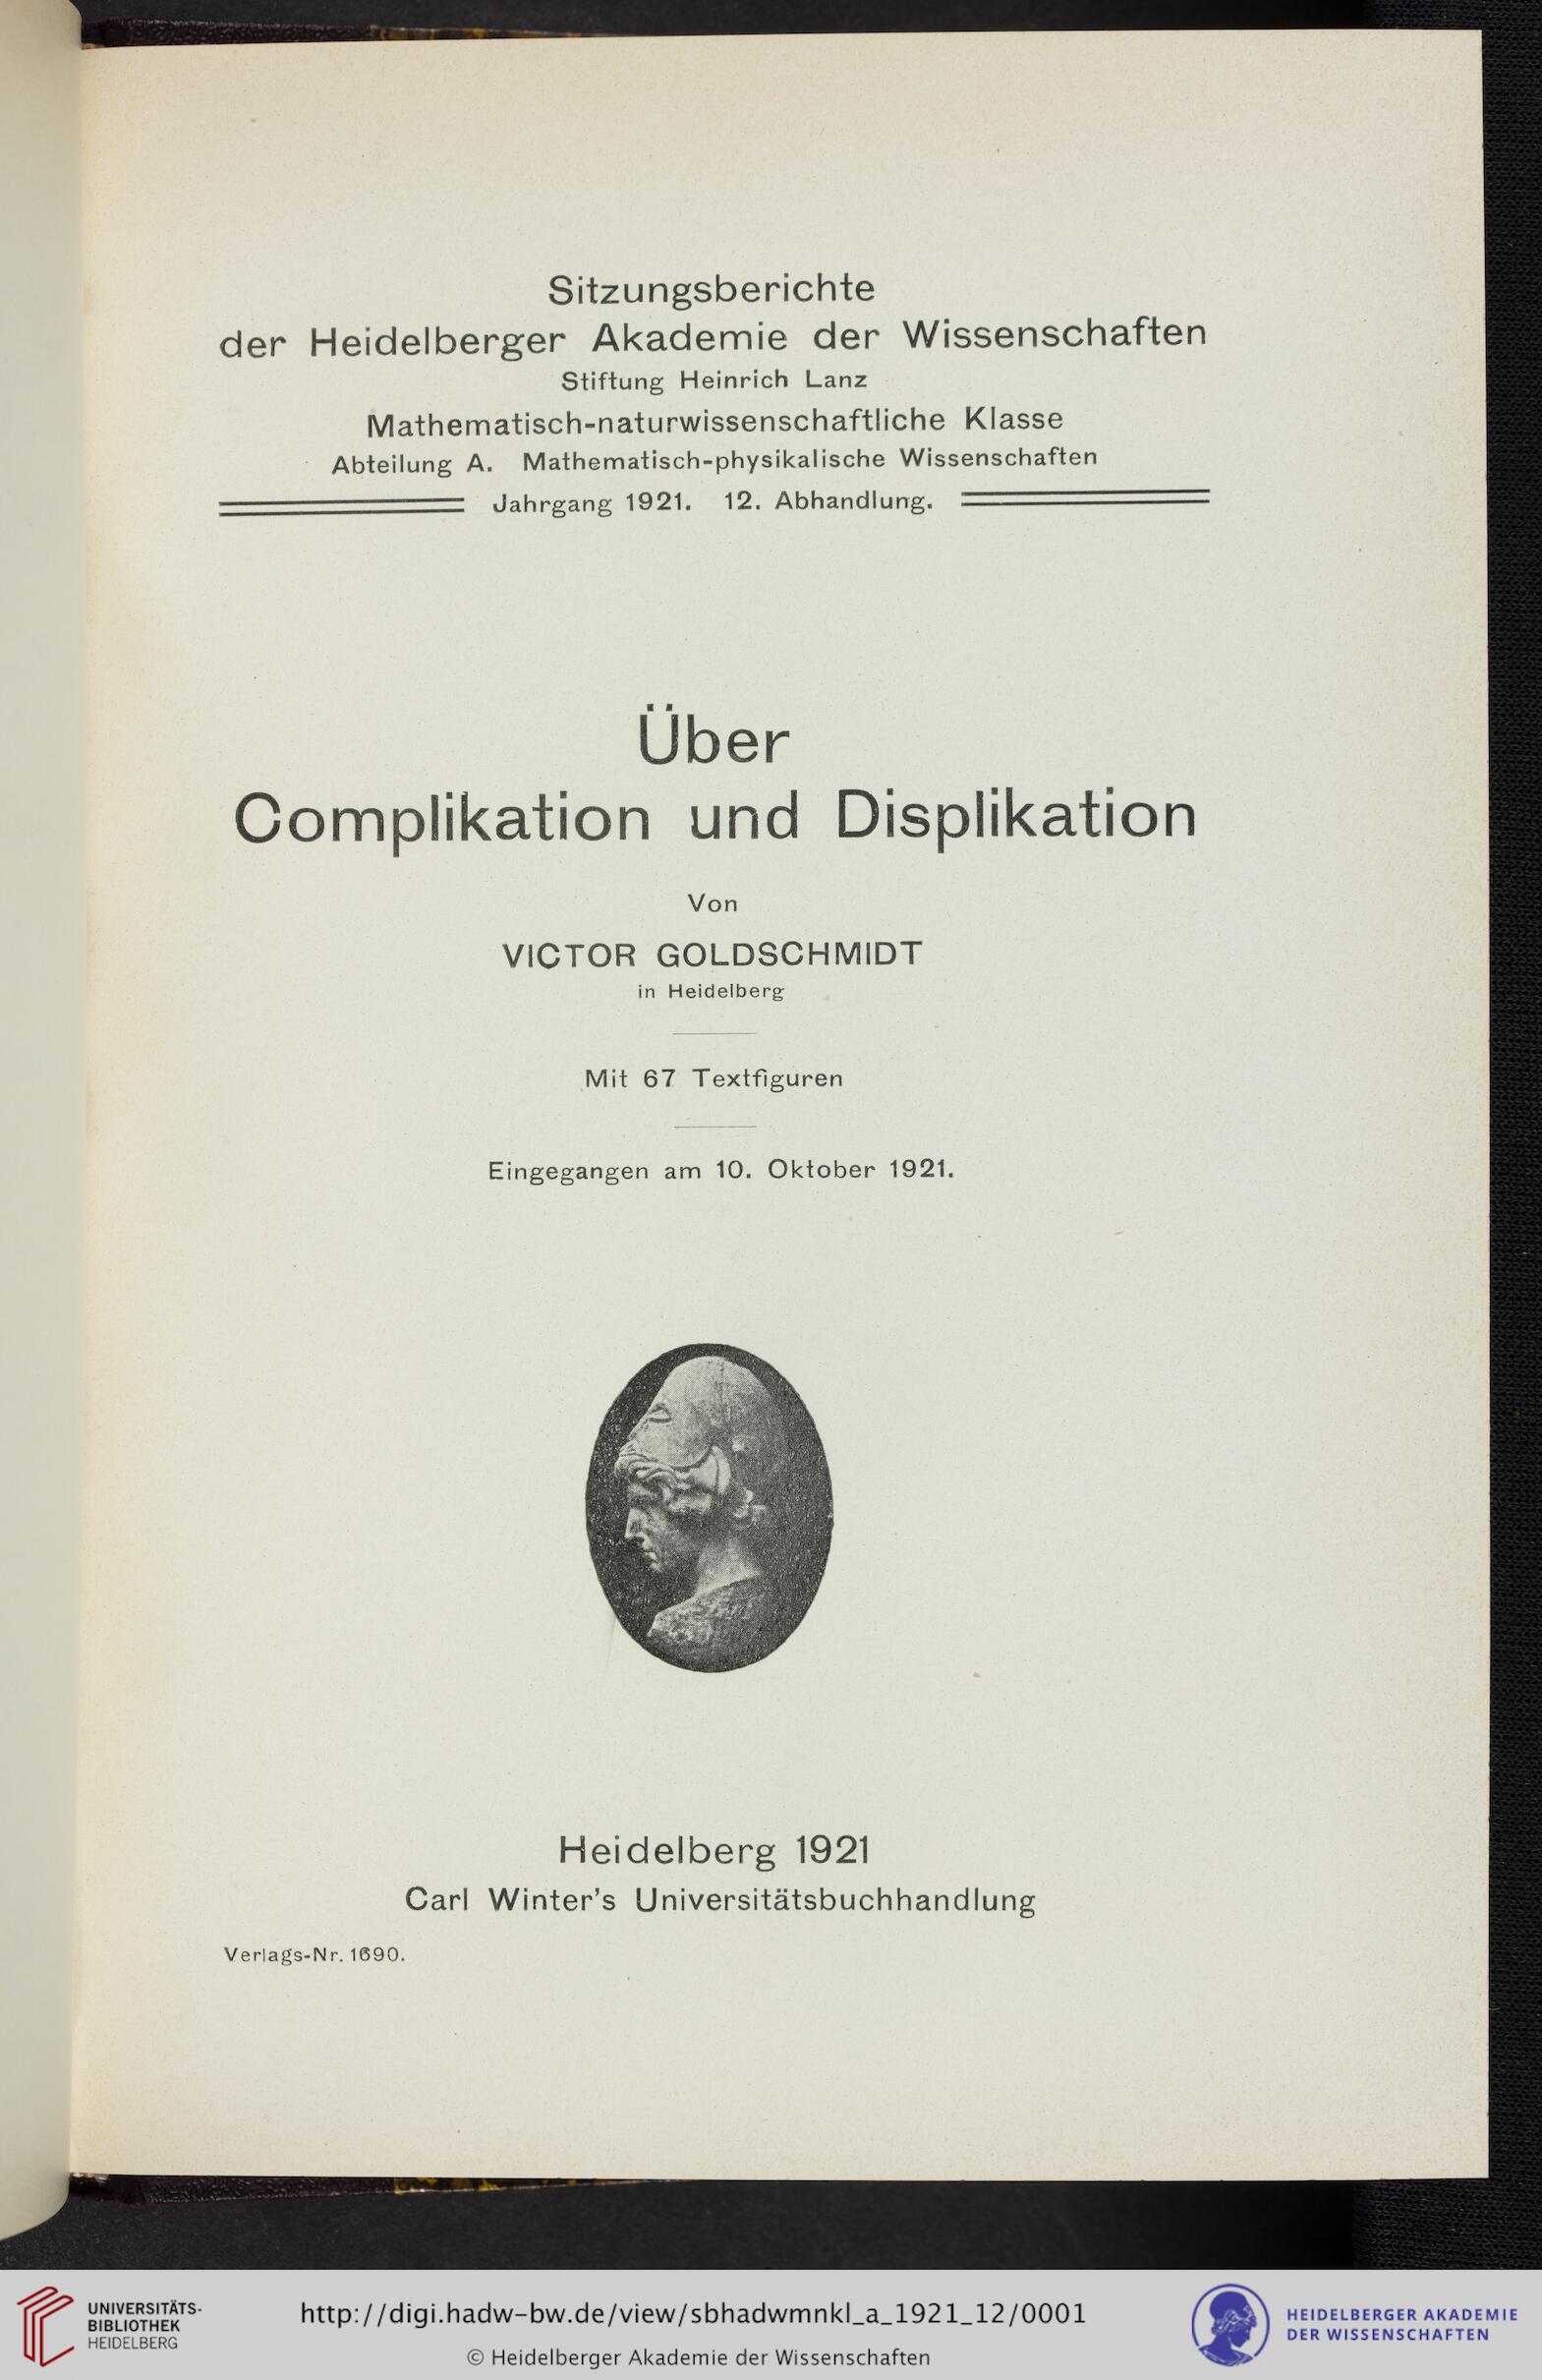 Sitzungsberichte
der Heidelberger Akademie der Wissenschaften
Stiftung Heinrich Lanz
Mathematisch-naturwissenschaftliche Klasse
Abteilung A. Mathematisch-physikalische Wissenschaften
Jahrgang 1921. 12. Abhandlung.
Über
Complikation und Displikation
Von
VICTOR GOLDSCHMIDT
in Heidelberg
Mit 67 Textfiguren
Eingegangen am 10. Oktober 1921.
Heidelberg 1921
Carl Winter's Universitätsbuchhandlung
Verlags-Nr. 1690.
UNIVERSITÄTS-
BIBLIOTHEK
HEIDELBERG
http://digi.hadw-bw.de/view/sbhadwmnkl_a_1921_12/0001
© Heidelberger Akademie der Wissenschaften
HEIDELBERGER AKADEMIE
DER WISSENSCHAFTEN